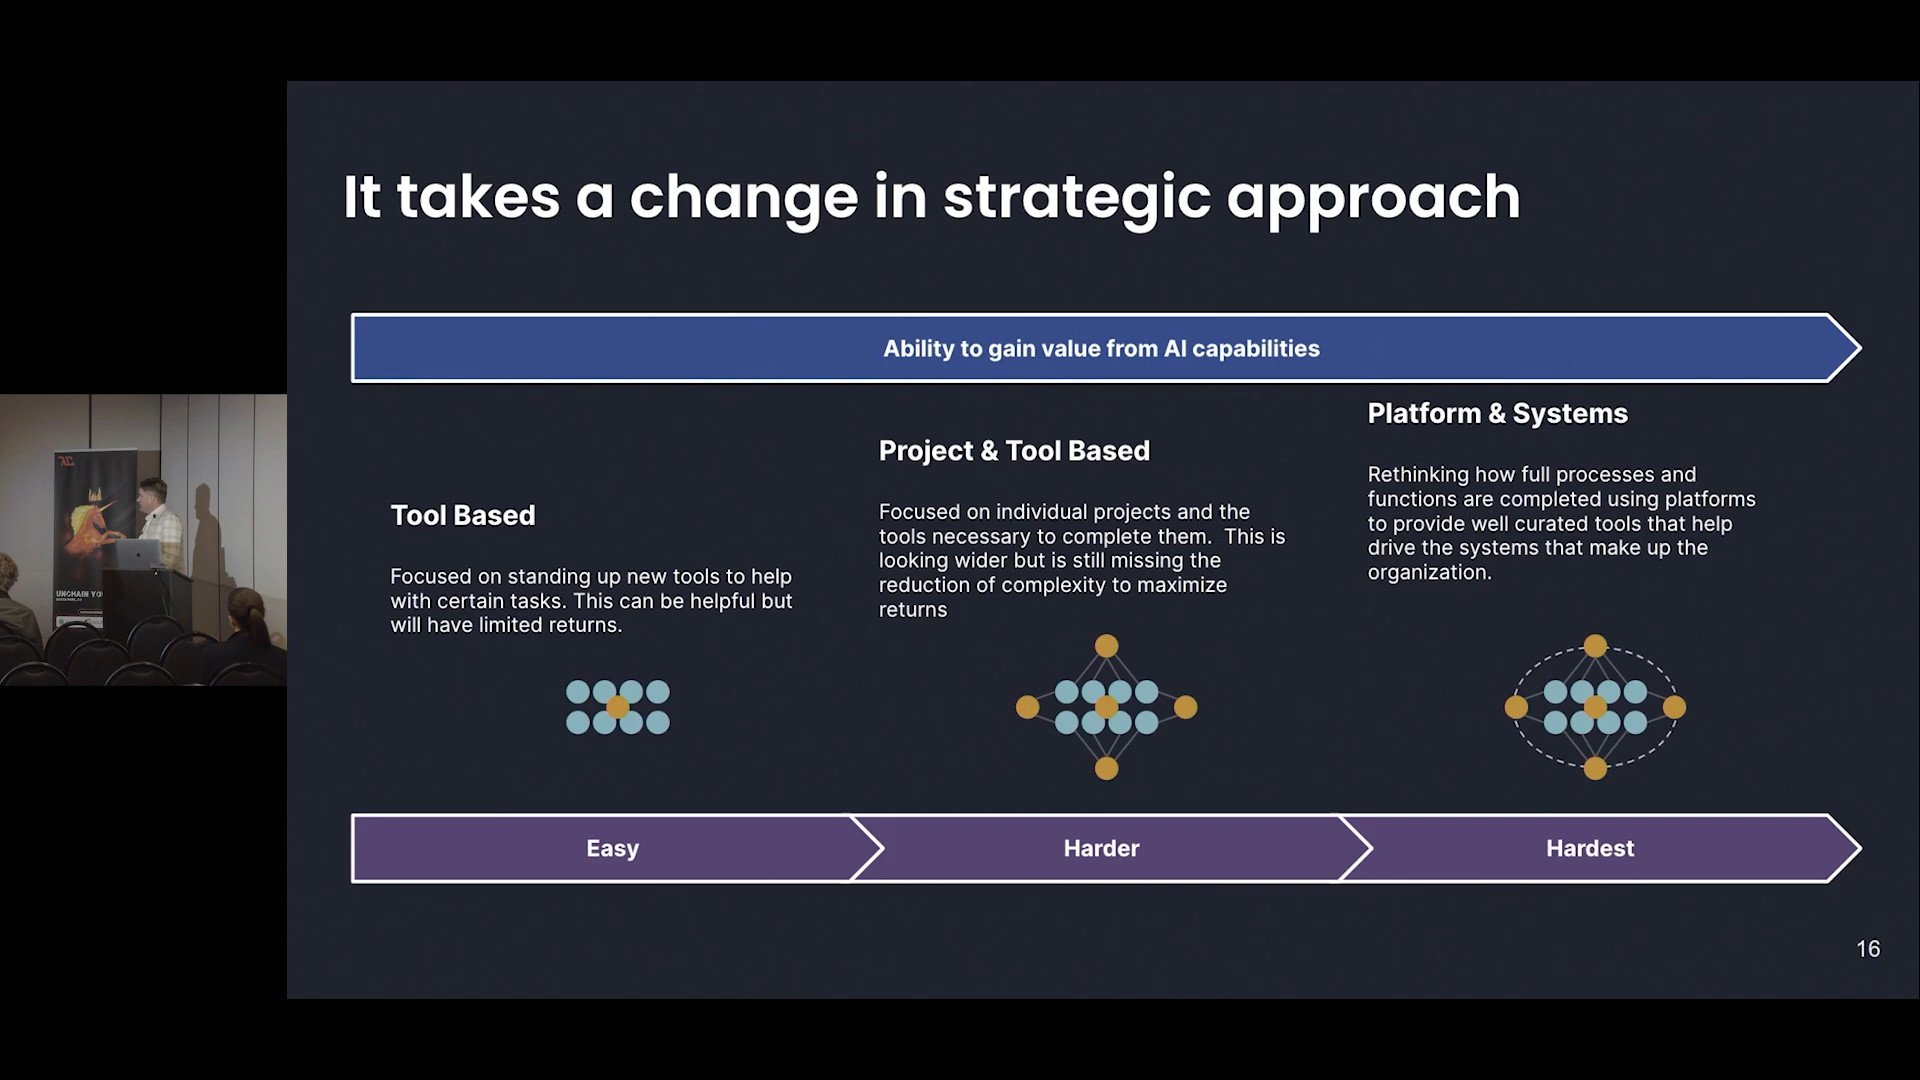 It takes a change in strategic approach
Ability to gain value from AI capabilities
Tool Based
Focused on standing up new tools to help
with certain tasks. This can be helpful but
will have limited returns.
Project & Tool Based
Focused on individual projects and the
tools necessary to complete them.  This is
looking wider but is still missing the
reduction of complexity to maximize
returns
Platform & Systems
Rethinking how full processes and
functions are completed using platforms
to provide well curated tools that help
drive the systems that make up the
organization.
Easy
Harder
Hardest
16
UNCHAIN YO